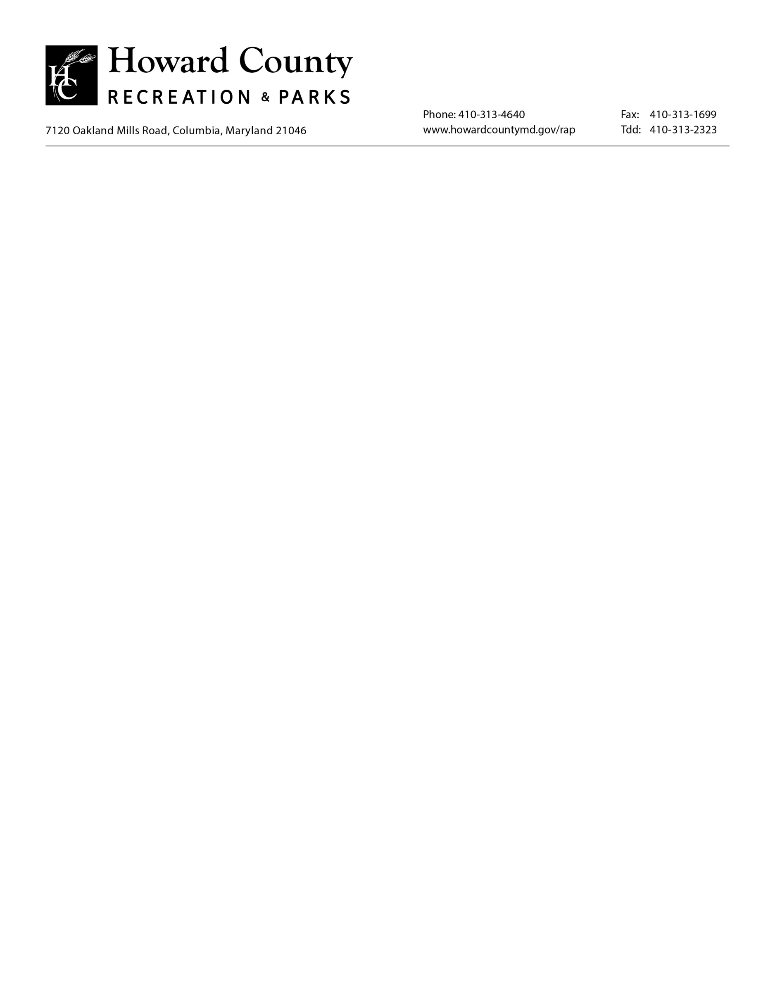 HC
Howard County
RECREATION & PARKS
7120 Oakland Mills Road, Columbia, Maryland 21046
Phone: 410-313-4640
www.howardcountymd.gov/rap
Fax: 410-313-1699
Tdd: 410-313-2323